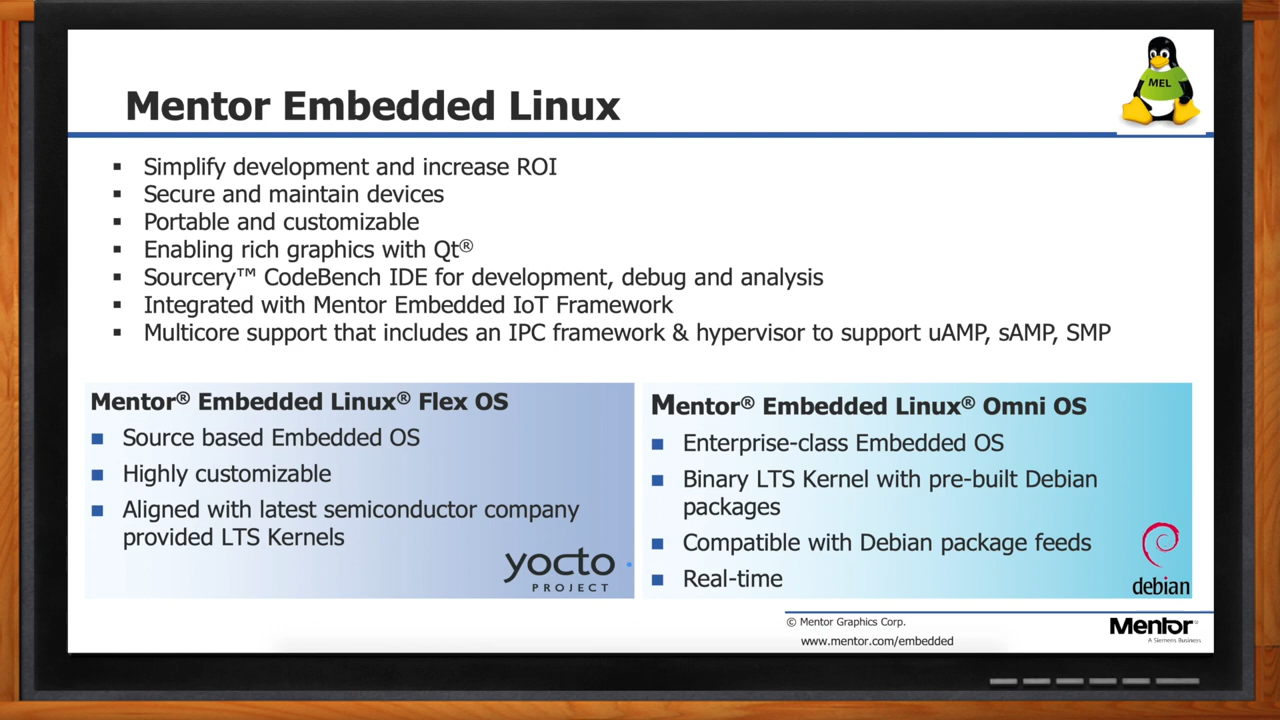 MEL
Mentor Embedded Linux
Simplify development and increase ROI
Secure and maintain devices
Portable and customizable
Enabling rich graphics with Qt®
Sourcery™ CodeBench IDE for development, debug and analysis
Integrated with Mentor Embedded IoT Framework
Multicore support that includes an IPC framework & hypervisor to support uAMP, sAMP, SMP
Mentor® Embedded Linux® Flex OS
Source based Embedded OS
Highly customizable
Aligned with latest semiconductor company
provided LTS Kernels
yocto
PROJECT
Mentor® Embedded Linux® Omni OS
Enterprise-class Embedded OS
Binary LTS Kernel with pre-built Debian
packages
Compatible with Debian package feeds
Real-time
debian
© Mentor Graphics Corp.
www.mentor.com/embedded
Mentor
A Siemens Business